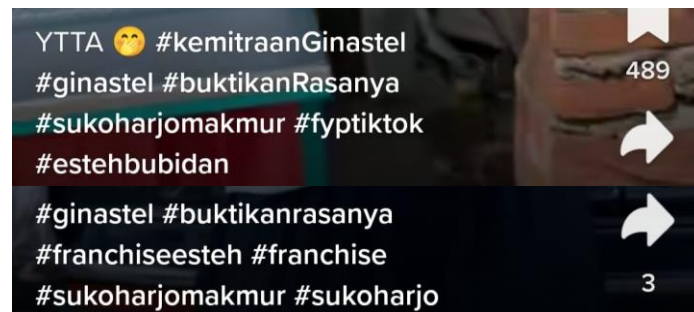 YTTA 🤭 #kemitraanGinastel
#ginastel #buktikanRasanya
489
#sukoharjomakmur #fyptiktok
#estehbubidan
#ginastel #buktikanrasanya
#franchiseesteh #franchise
#sukoharjomakmur #sukoharjo
3